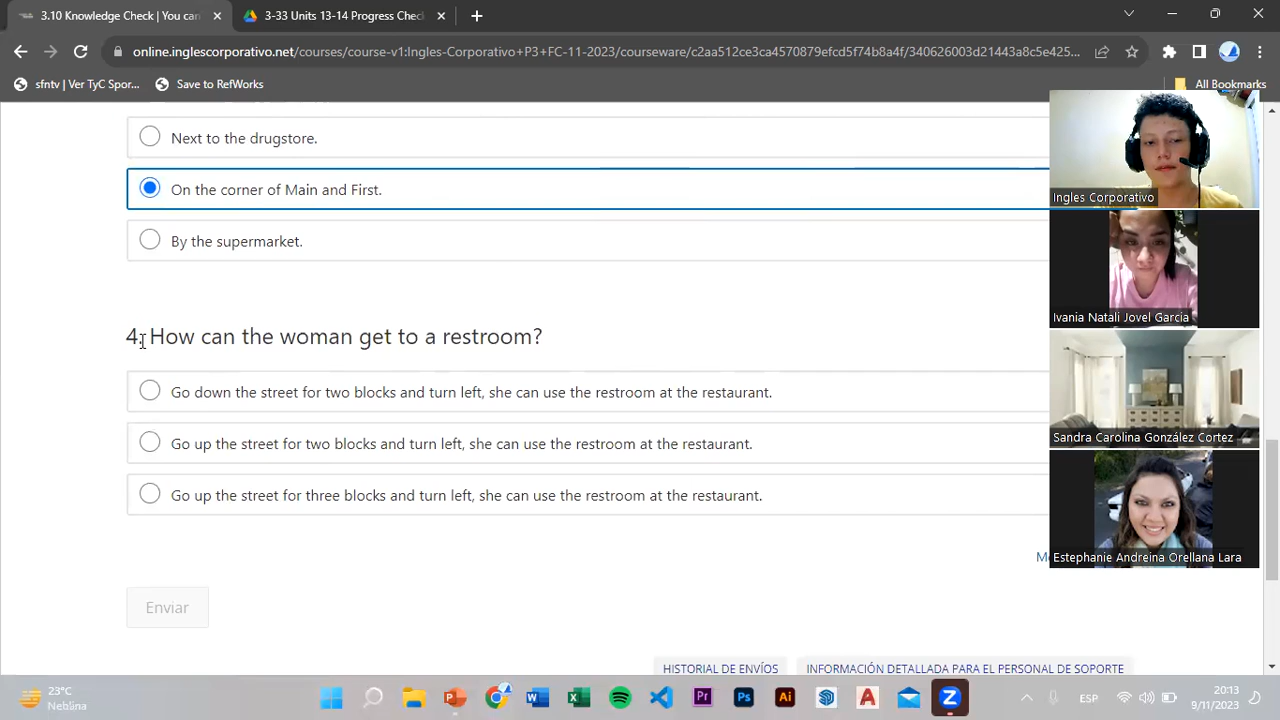 3.10 Knowledge Check | You can
3-33 Units 13-14 Progress Chec
online.inglescorporativo.net/courses/course-v1:Ingles-Corporativo+P3+FC-11-2023/courseware/c2aa512ce3ca4570879efcd5f74b8a4f/340626003d21443a8c5e425...
sfntv | Ver TyC Spor...
Save to RefWorks
All Bookmarks
Next to the drugstore.
On the corner of Main and First.
By the supermarket.
4. How can the woman get to a restroom?
Go down the street for two blocks and turn left, she can use the restroom at the restaurant.
Go up the street for two blocks and turn left, she can use the restroom at the restaurant.
Go up the street for three blocks and turn left, she can use the restroom at the restaurant.
Enviar
HISTORIAL DE ENVÍOS
INFORMACIÓN DETALLADA PARA EL PERSONAL DE SOPORTE
Ingles Corporativo
Ivania Natali Jovel Garcia
Sandra Carolina González Cortez
Estephanie Andreina Orellana Lara
23°C
Neblina
ESP
20:13
9/11/2023